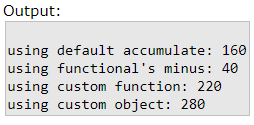 Output:
using default accumulate: 160
using functional's minus: 40
using custom function: 220
using custom object: 280